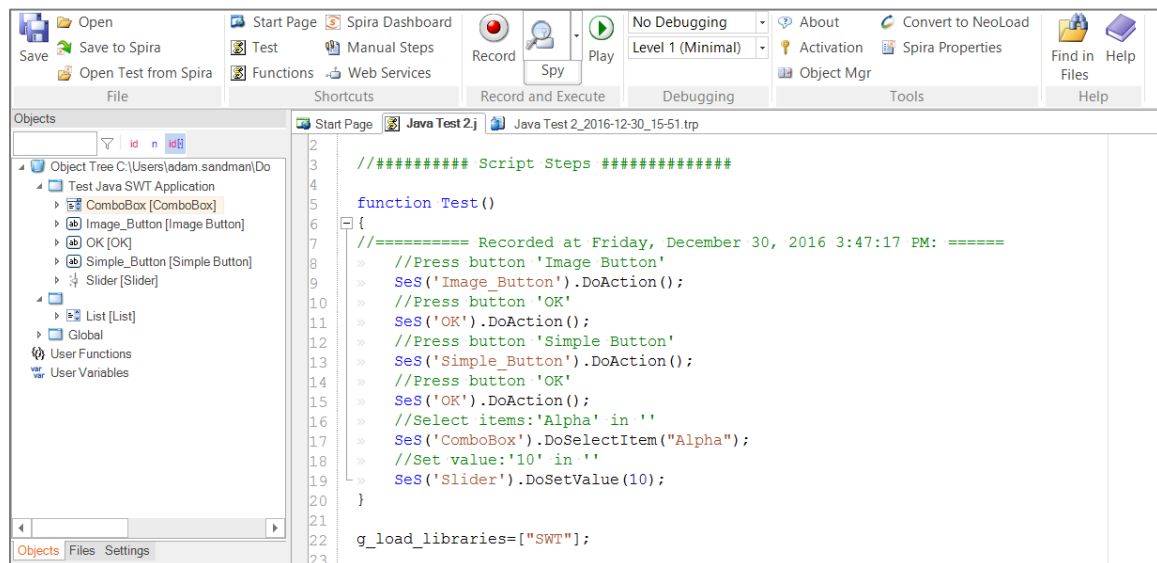 Open
Save to Spira
Open Test from Spira
Save
File
Start Page
Spira Dashboard
Test
Manual Steps
Functions
Web Services
Shortcuts
Record
Spy
Play
Record and Execute
No Debugging
Level 1 (Minimal)
Debugging
About
Convert to NeoLoad
Activation
Spira Properties
Object Mgr
Tools
Find in Files
Help
Help
Objects
id n id[i]
Object Tree C:\Users\adam.sandman\Do
Test Java SWT Application
ComboBox [ComboBox]
Image_Button [Image Button]
OK [OK]
Simple_Button [Simple Button]
Slider [Slider]
List [List]
Global
User Functions
var User Variables
Objects Files Settings
Start Page Java Test 2.j Java Test 2_2016-12-30_15-51.trp
2
3 //########## Script Steps ##############
4
5 function Test()
6 {
7 //========== Recorded at Friday, December 30, 2016 3:47:17 PM: ======
8 //Press button 'Image Button'
9 SeS('Image_Button').DoAction();
10 //Press button 'OK'
11 SeS('OK').DoAction();
12 //Press button 'Simple Button'
13 SeS('Simple_Button').DoAction();
14 //Press button 'OK'
15 SeS('OK').DoAction();
16 //Select items:'Alpha' in ''
17 SeS('ComboBox').DoSelectItem("Alpha");
18 //Set value:'10' in ''
19 SeS('Slider').DoSetValue(10);
20 }
21
22 g_load_libraries=["SWT"];
23